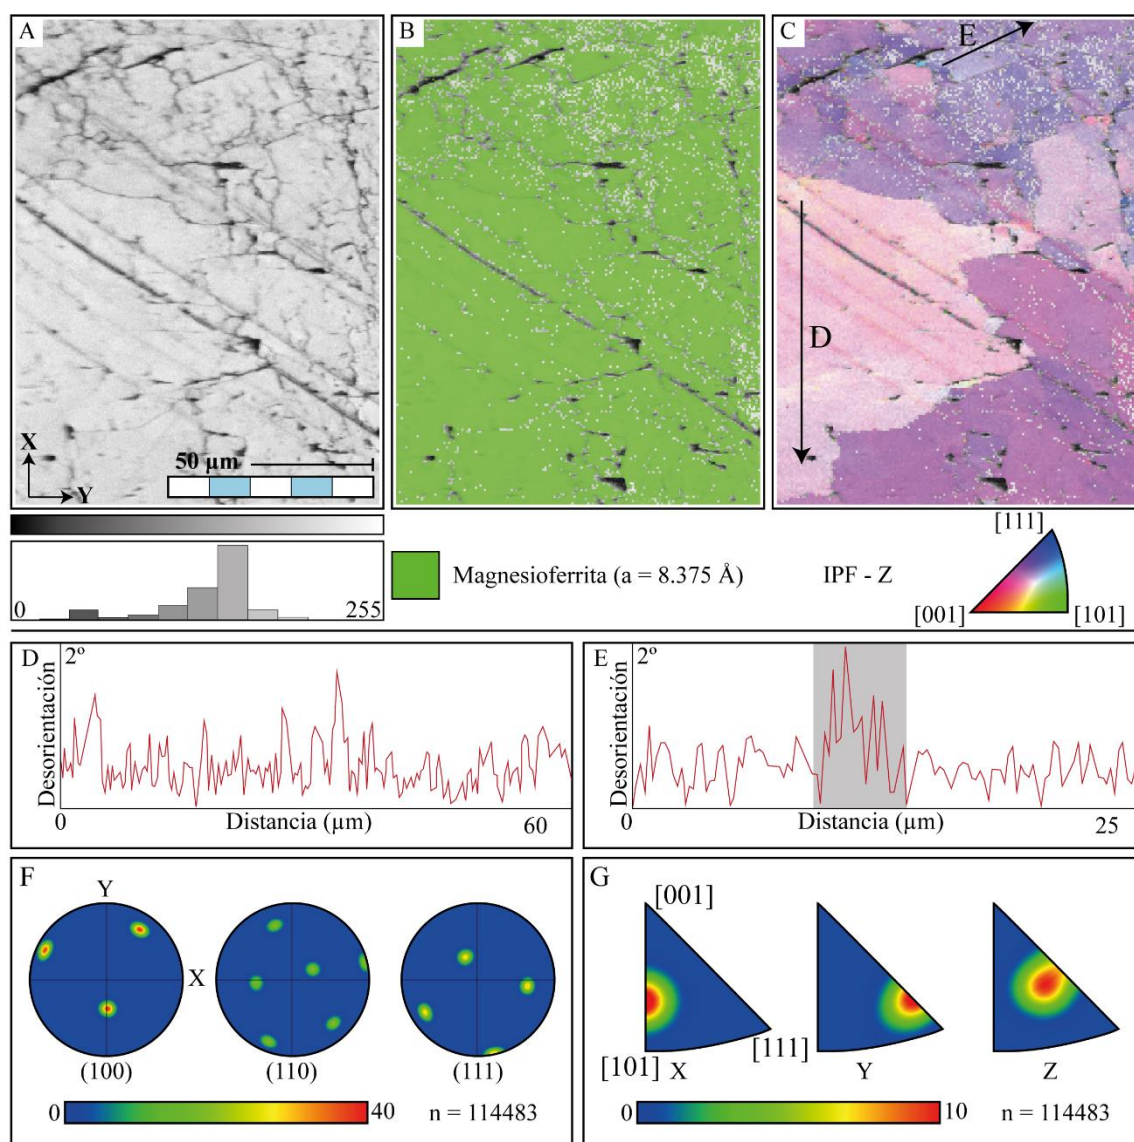 A
B
C
E
D
50 µm
X
Y
0
255
Magnesioferrita (a = 8.375 Å)
IPF - Z
[111]
[001]
[101]
D
2º
Desorientación
0
Distancia (µm)
60
E
2º
Desorientación
0
Distancia (µm)
25
F
Y
X
(100)
(110)
(111)
0
40
n = 114483
G
[001]
[101]
X
[111]
Y
Z
0
10
n = 114483